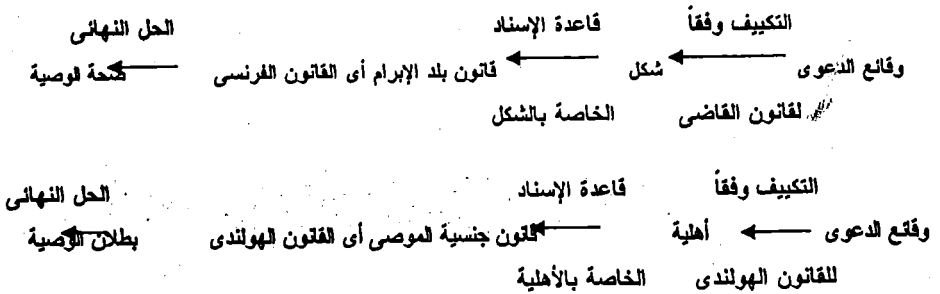 التكييف وفقاً قاعدة الإسناد الحل النهائى
وقائع الدعوى شكل قانون بلد الإبرام أى القانون الفرنسى صحة الوصية
لقانون القاضى الخاصة بالشكل
التكييف وفقاً قاعدة الإسناد الحل النهائى
وقائع الدعوى أهلية قانون جنسية الموصى أى القانون الهولندى بطلان الوصية
للقانون الهولندى الخاصة بالأهلية